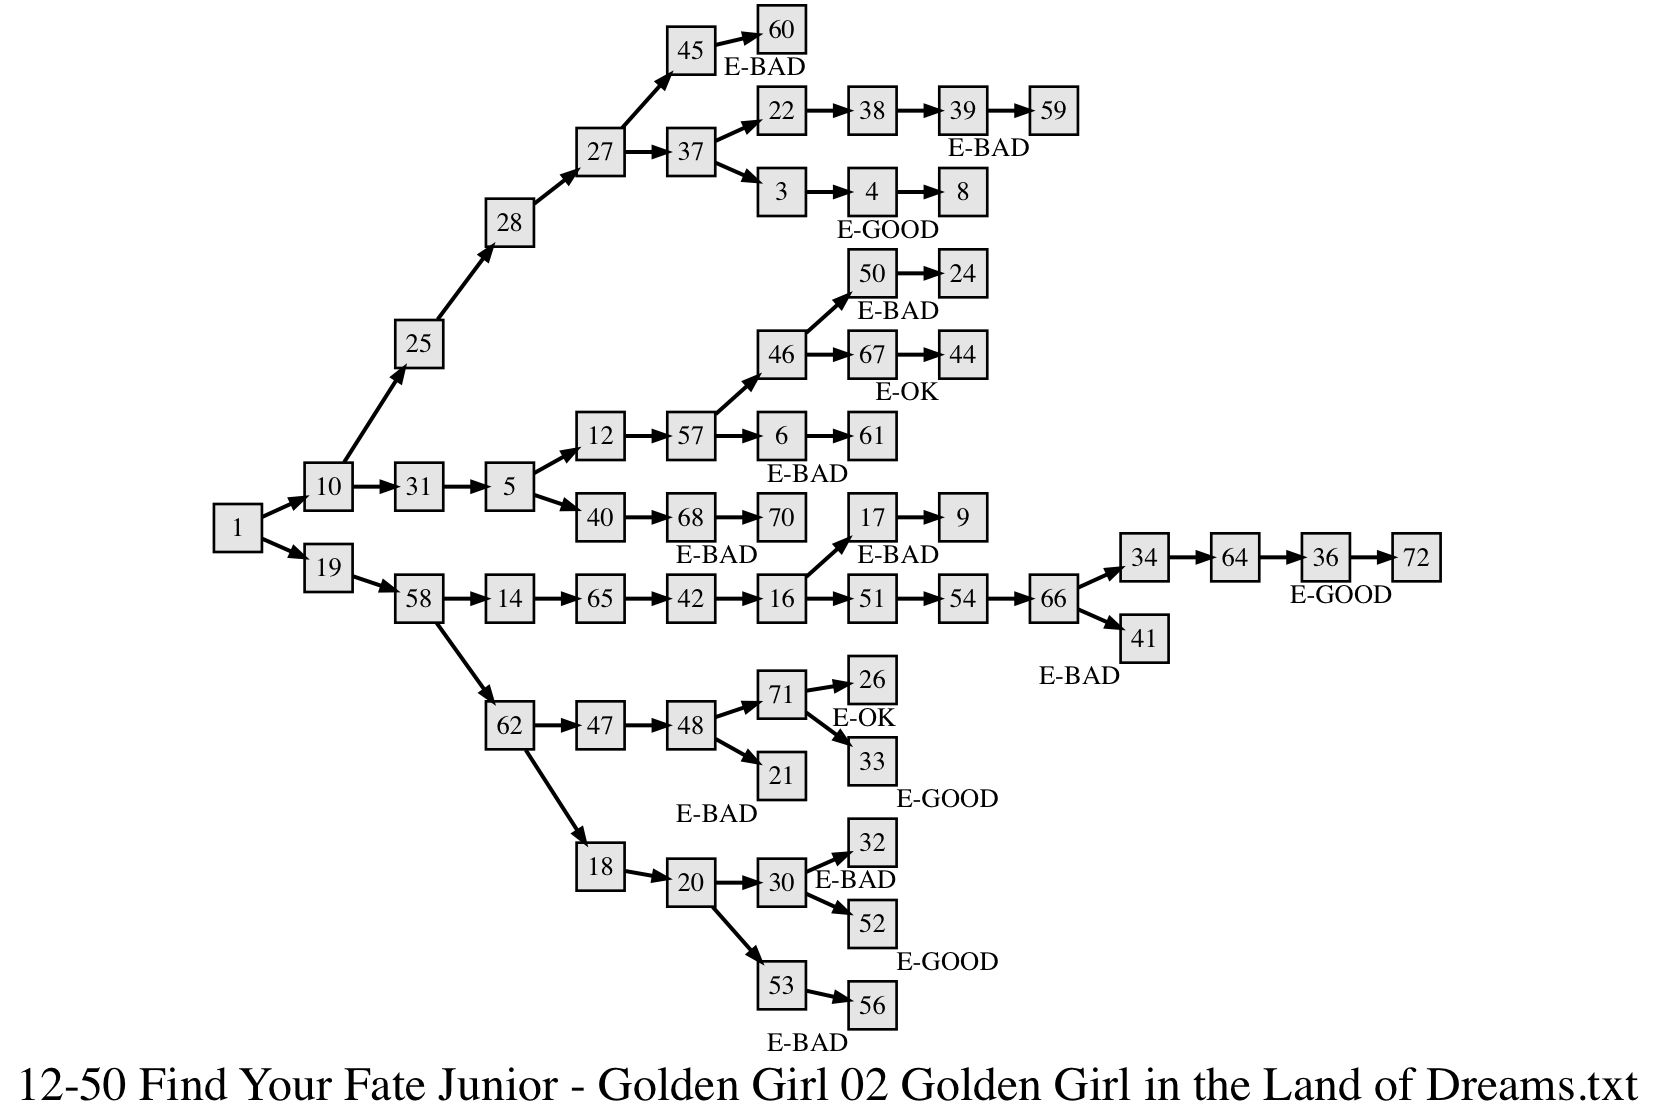 60
45
E-BAD
22 38 39 59
27 37
E-BAD
3 4 8
28
E-GOOD
50 24
E-BAD
25
46 67 44
E-OK
12 57 6 61
E-BAD
10 31 5
1
40 68 70 17 9
E-BAD E-BAD
19
34 64 36 72
E-GOOD
58 14 65 42 16 51 54 66
41
E-BAD
26
71
E-OK
62 47 48
33
21
E-GOOD
E-BAD
32
18
E-BAD
20 30
52
E-GOOD
53
56
E-BAD
12-50 Find Your Fate Junior - Golden Girl 02 Golden Girl in the Land of Dreams.txt